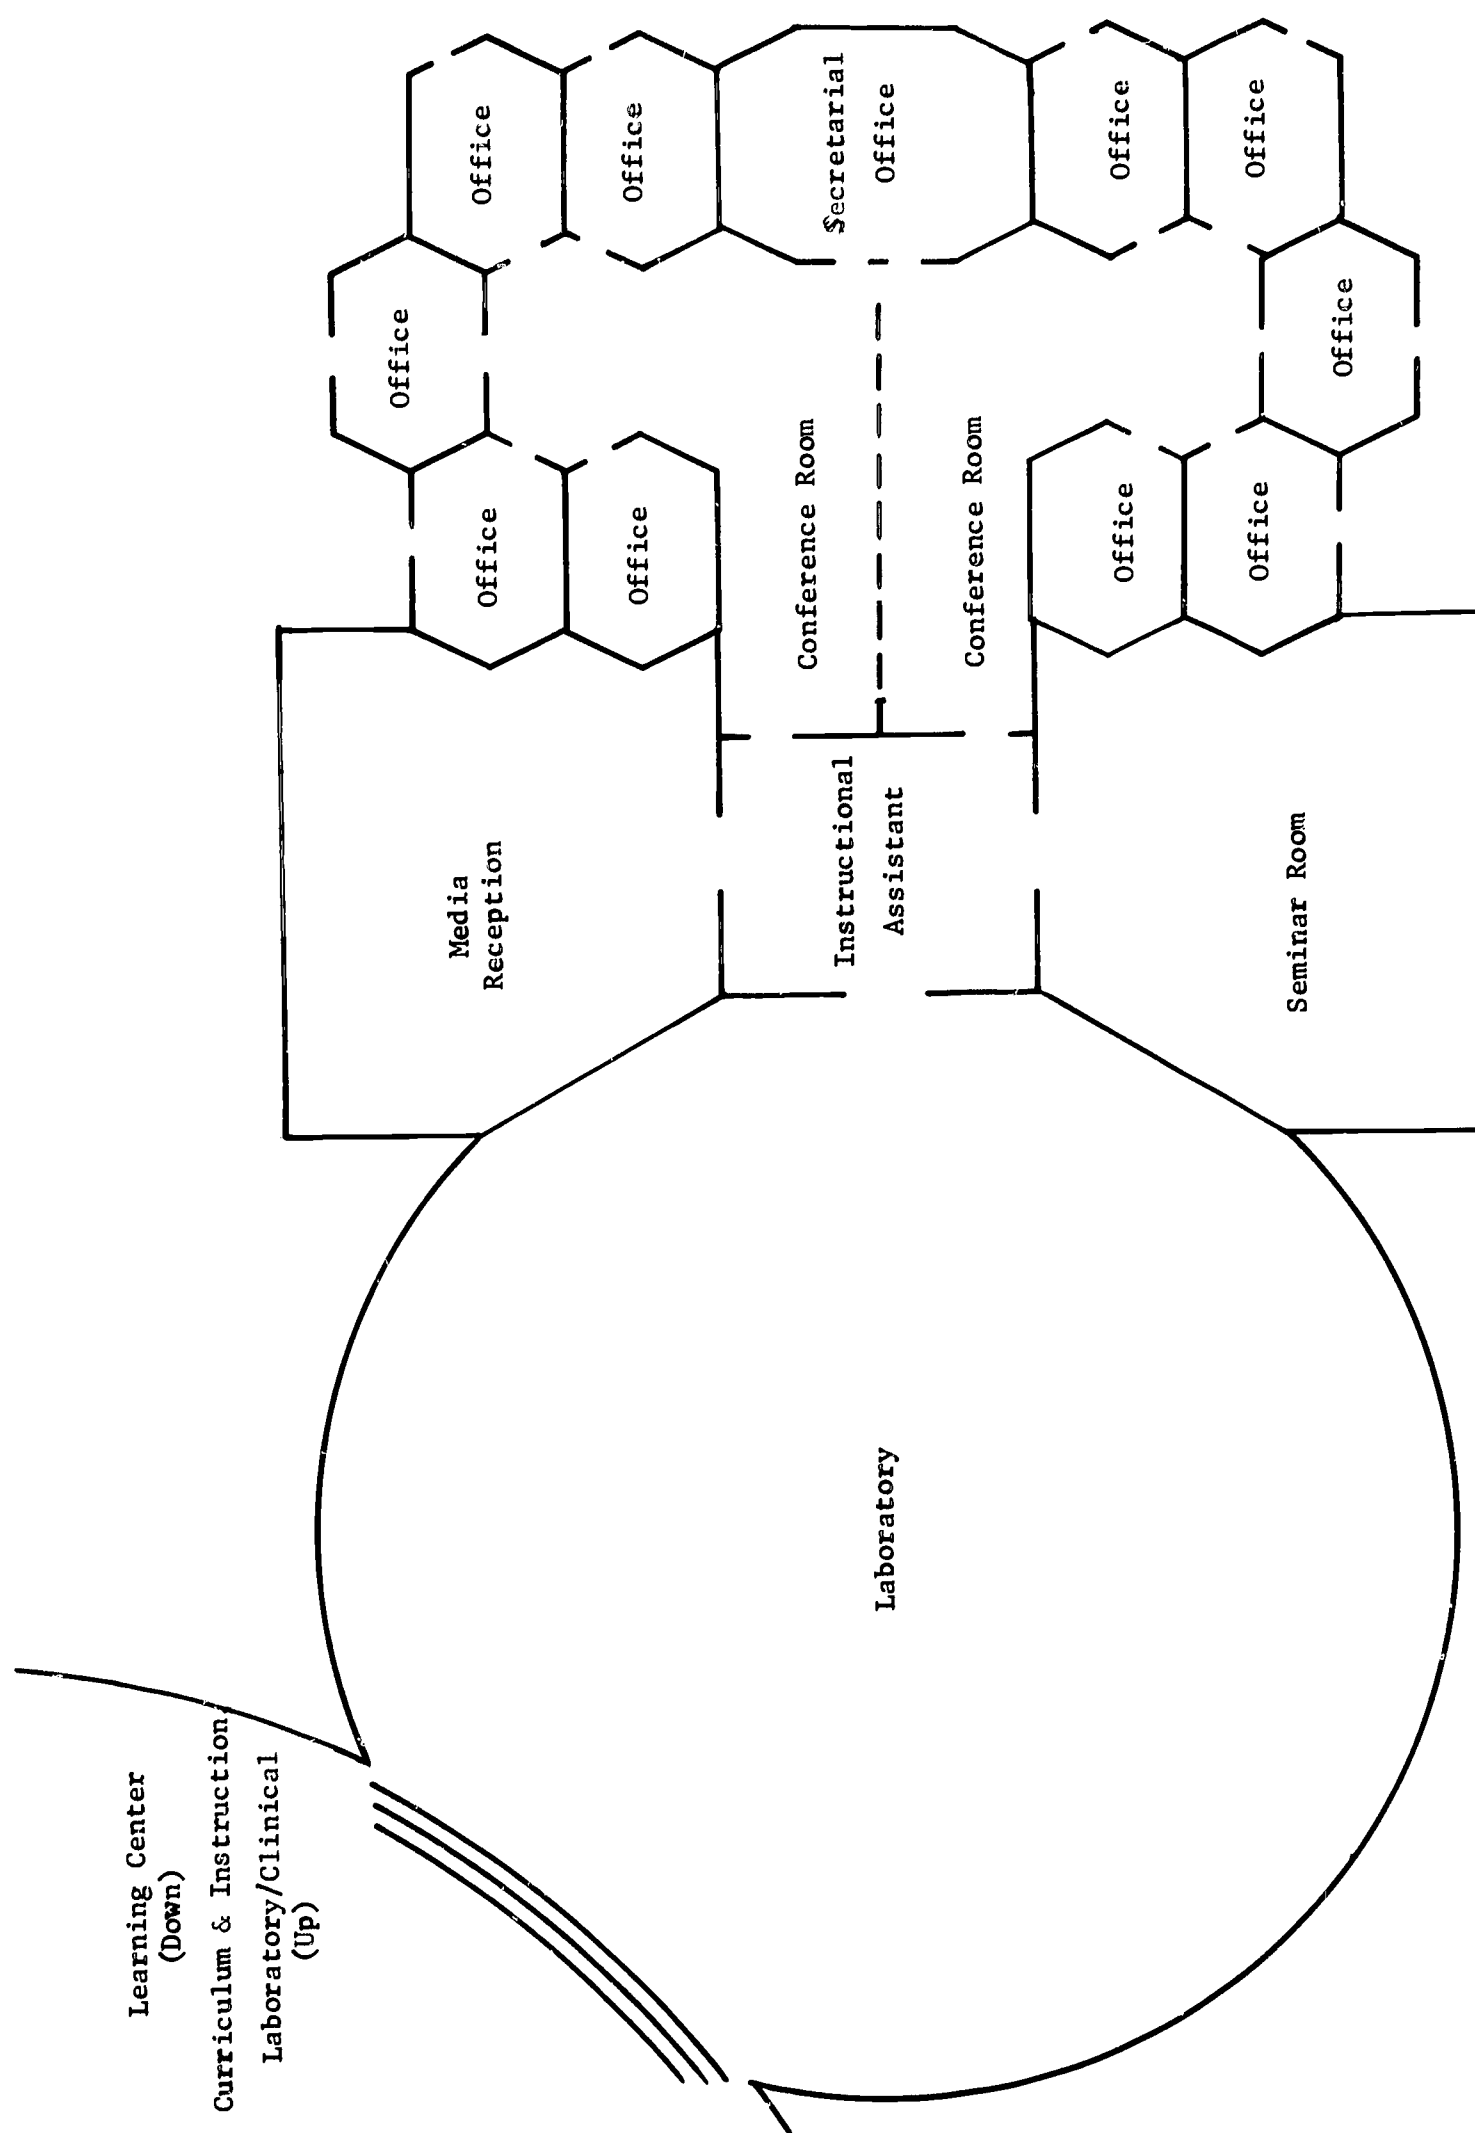 Learning Center
(Down)
Curriculum & Instruction
Laboratory/Clinical
(Up)
Office
Media
Reception
Office
Office
Office
Office
Conference Room
Secretarial
Office
Instructional
Assistant
Laboratory
Conference Room
Office
Office
Office
Office
Seminar Room
Office